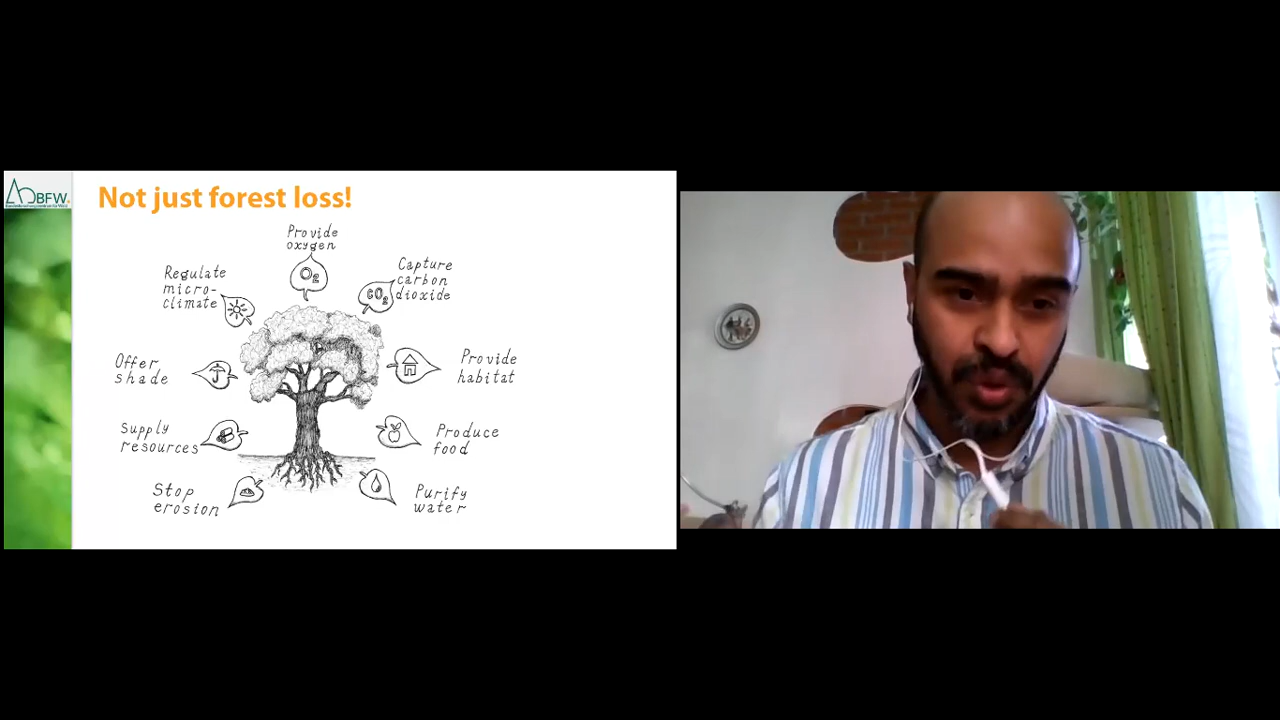 BFW
Not just forest loss!
Provide
oxygen
O2
Capture
carbon
dioxide
CO2
Regulate
micro-
climate
Offer
shade
Provide
habitat
Supply
resources
Produce
food
Stop
erosion
Purify
water